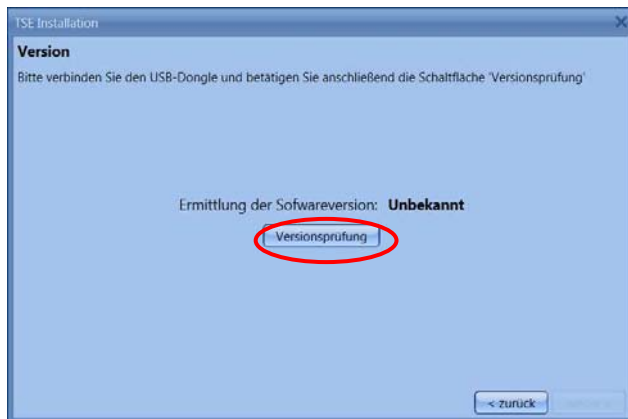 TSE Installation
Version
Bitte verbinden Sie den USB-Dongle und betätigen Sie anschließend die Schaltfläche 'Versionsprüfung'
Ermittlung der Sofwareversion: Unbekannt
Versionsprüfung
< zurück